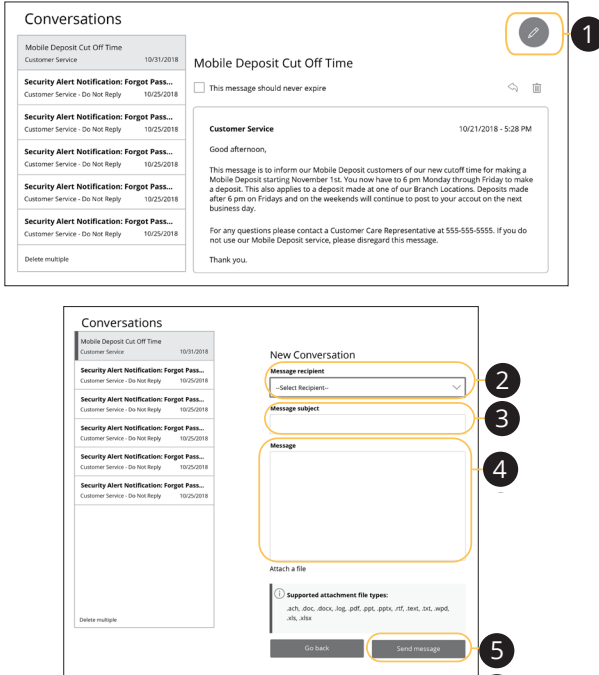 Conversations
1
Mobile Deposit Cut Off Time
Customer Service 10/31/2018
Security Alert Notification: Forgot Pass...
Customer Service - Do Not Reply 10/25/2018
Security Alert Notification: Forgot Pass...
Customer Service - Do Not Reply 10/25/2018
Security Alert Notification: Forgot Pass...
Customer Service - Do Not Reply 10/25/2018
Security Alert Notification: Forgot Pass...
Customer Service - Do Not Reply 10/25/2018
Security Alert Notification: Forgot Pass...
Customer Service - Do Not Reply 10/25/2018
Delete multiple
Mobile Deposit Cut Off Time
This message should never expire
Customer Service 10/21/2018 - 5:28 PM
Good afternoon,
This message is to inform our Mobile Deposit customers of our new cutoff time for making a
Mobile Deposit starting November 1st. You now have to 6 pm Monday through Friday to make
a deposit. This also applies to a deposit made at one of our Branch Locations. Deposits made
after 6 pm on Fridays and on the weekends will continue to post to your accout on the next
business day.
For any questions please contact a Customer Care Representative at 555-555-5555. If you do
not use our Mobile Deposit service, please disregard this message.
Thank you.
Conversations
Mobile Deposit Cut Off Time
Customer Service 10/31/2018
Security Alert Notification: Forgot Pass...
Customer Service - Do Not Reply 10/25/2018
Security Alert Notification: Forgot Pass...
Customer Service - Do Not Reply 10/25/2018
Security Alert Notification: Forgot Pass...
Customer Service - Do Not Reply 10/25/2018
Security Alert Notification: Forgot Pass...
Customer Service - Do Not Reply 10/25/2018
Security Alert Notification: Forgot Pass...
Customer Service - Do Not Reply 10/25/2018
Delete multiple
New Conversation
Message recipient
--Select Recipient--
2
Message subject
3
Message
4
Attach a file
Supported attachment file types:
.ach, .doc, .docx, .log, .pdf, .ppt, .pptx, .rtf, .text, .txt, .wpd,
.xls, .xlsx
Go back Send message
5